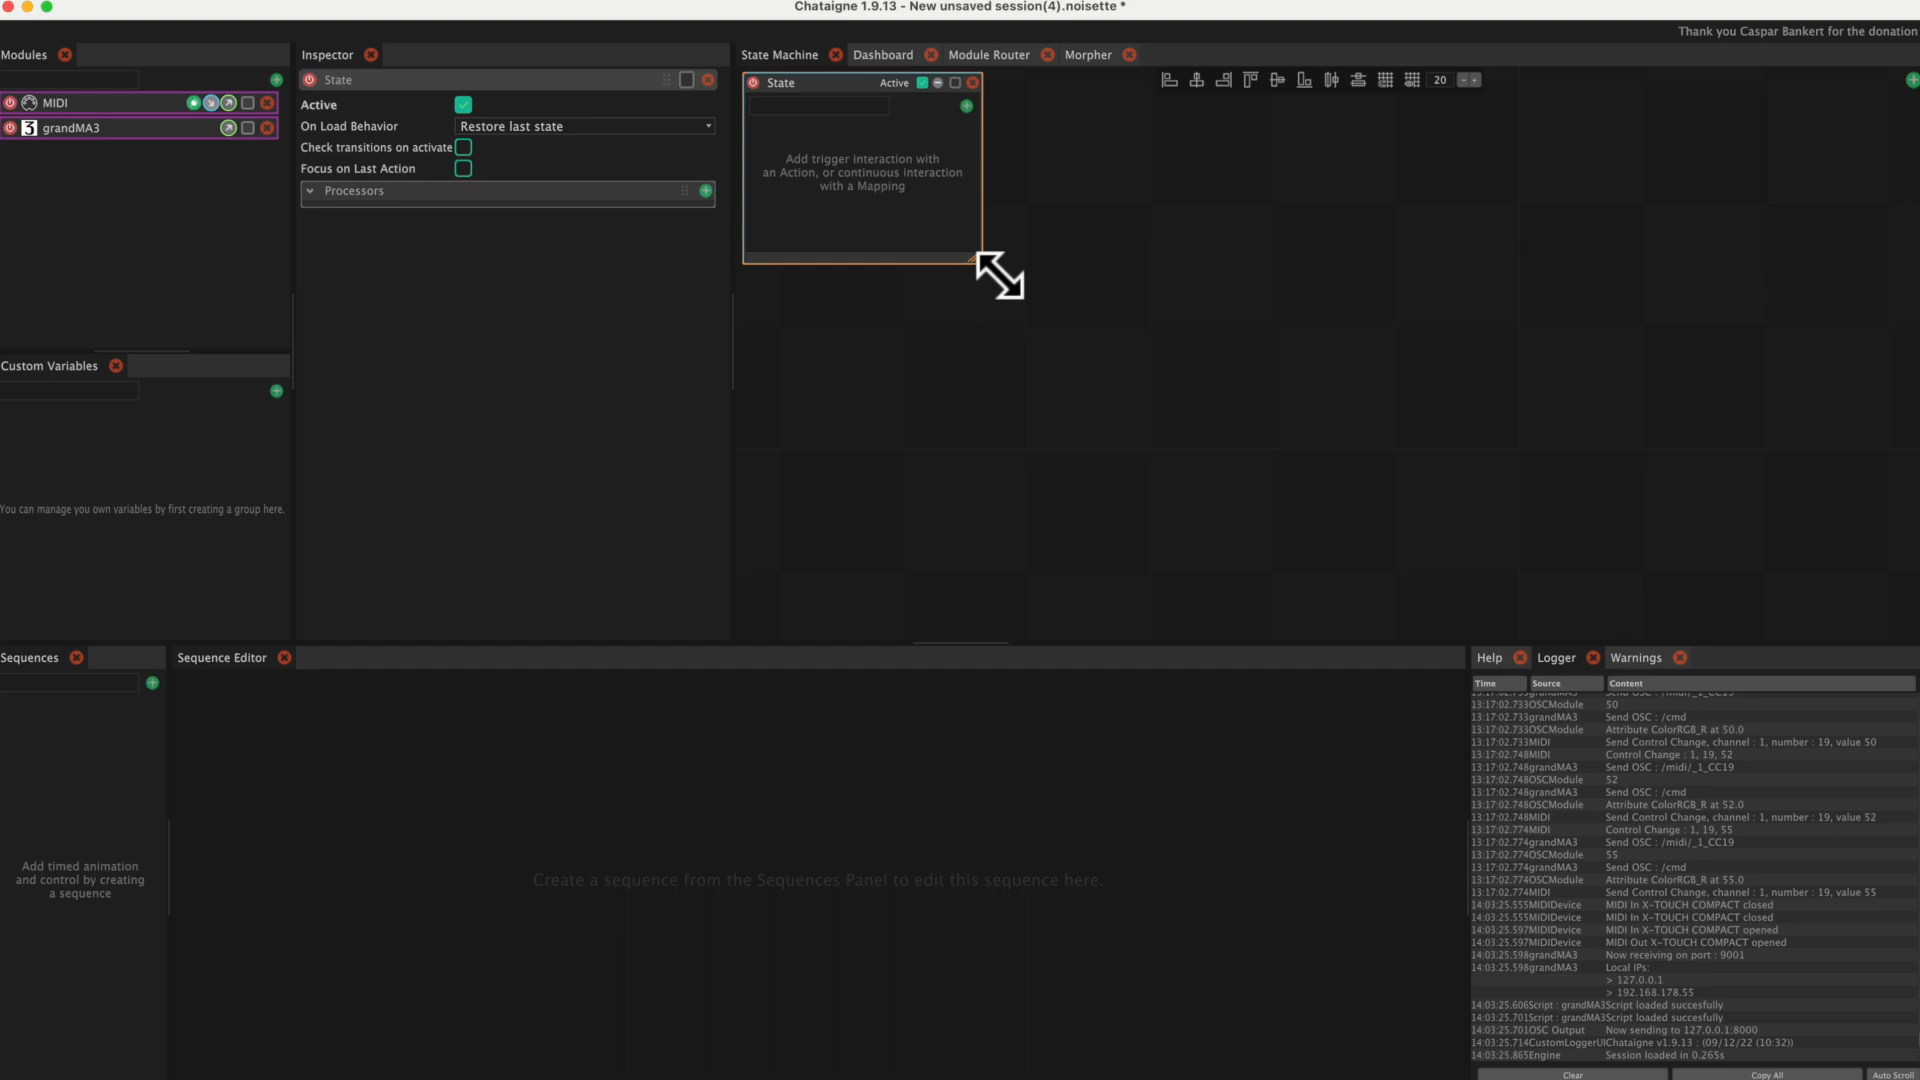 Chataigne 1.9.13 - New unsaved session(4).noisette *
Thank you Caspar Bankert for the donation
Modules
MIDI
3 grandMA3
Custom Variables
You can manage you own variables by first creating a group here.
Inspector
State
Active
On Load Behavior Restore last state
Check transitions on activate
Focus on Last Action
Processors
State Machine Dashboard Module Router Morpher
State Active
20
Add trigger interaction with
an Action, or continuous interaction
with a Mapping
Sequences
Add timed animation
and control by creating
a sequence
Sequence Editor
Create a sequence from the Sequences Panel to edit this sequence here.
Help Logger Warnings
Time Source Content
13:17:02.733grandMA3 Send OSC : /midi/_1_CC19
13:17:02.733OSCModule 50
13:17:02.733grandMA3 Send OSC : /cmd
13:17:02.733OSCModule Attribute ColorRGB_R at 50.0
13:17:02.733MIDI Send Control Change, channel : 1, number : 19, value 50
13:17:02.748MIDI Control Change : 1, 19, 52
13:17:02.748grandMA3 Send OSC : /midi/_1_CC19
13:17:02.748OSCModule 52
13:17:02.748grandMA3 Send OSC : /cmd
13:17:02.748OSCModule Attribute ColorRGB_R at 52.0
13:17:02.748MIDI Send Control Change, channel : 1, number : 19, value 52
13:17:02.774MIDI Control Change : 1, 19, 55
13:17:02.774grandMA3 Send OSC : /midi/_1_CC19
13:17:02.774OSCModule 55
13:17:02.774grandMA3 Send OSC : /cmd
13:17:02.774OSCModule Attribute ColorRGB_R at 55.0
13:17:02.774MIDI Send Control Change, channel : 1, number : 19, value 55
14:03:25.555MIDIDevice MIDI In X-TOUCH COMPACT closed
14:03:25.555MIDIDevice MIDI In X-TOUCH COMPACT closed
14:03:25.597MIDIDevice MIDI In X-TOUCH COMPACT opened
14:03:25.597MIDIDevice MIDI Out X-TOUCH COMPACT opened
14:03:25.598grandMA3 Now receiving on port : 9001
14:03:25.598grandMA3 Local IPs:
> 127.0.0.1
> 192.168.178.55
14:03:25.606Script : grandMA3Script loaded succesfully
14:03:25.701Script : grandMA3Script loaded succesfully
14:03:25.701OSC Output Now sending to 127.0.0.1:8000
14:03:25.714CustomLoggerUIChataigne v1.9.13 : (09/12/22 (10:32))
14:03:25.865Engine Session loaded in 0.265s
Clear Copy All Auto Scroll